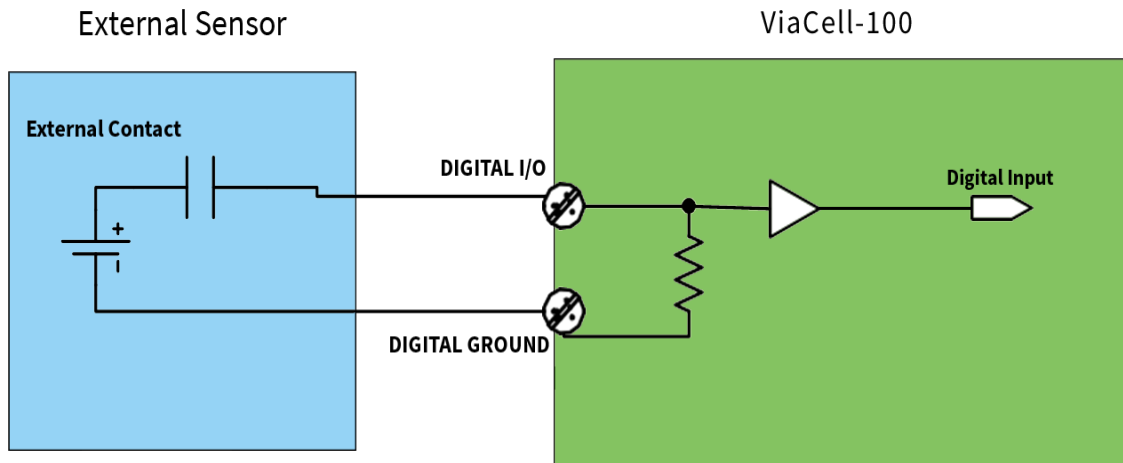 External Sensor
ViaCell-100
External Contact
DIGITAL I/O
Digital Input
+
DIGITAL GROUND